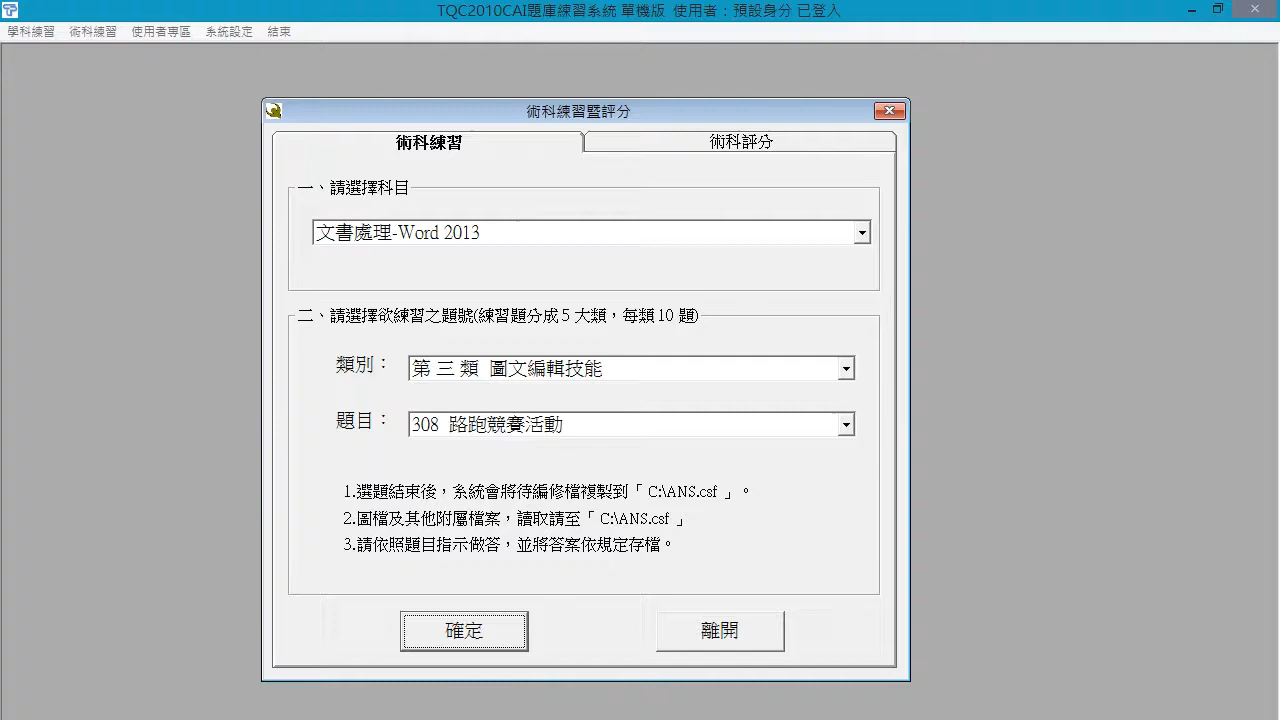 TQC2010CAI題庫練習系統 單機版 使用者：預設身分 已登入
學科練習 術科練習 使用者專區 系統設定 結束
術科練習暨評分
術科練習 術科評分
一、請選擇科目
文書處理-Word 2013
二、請選擇欲練習之題號(練習題分成5大類，每類10題)
類別： 第 三 類 圖文編輯技能
題目： 308 路跑競賽活動
1.選題結束後，系統會將待編修檔複製到「 C:\ANS.csf 」。
2.圖檔及其他附屬檔案，讀取請至「 C:\ANS.csf 」
3.請依照題目指示做答，並將答案依規定存檔。
確定 離開